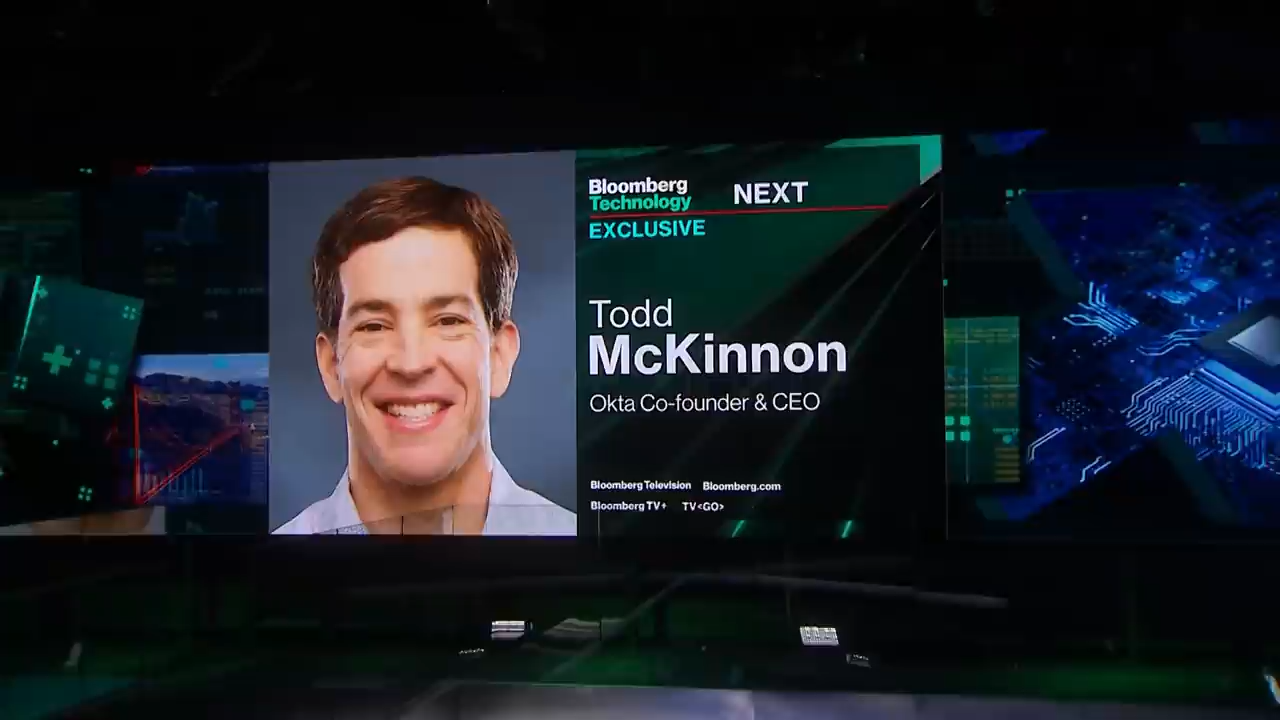 Bloomberg
Technology
NEXT
EXCLUSIVE
Todd
McKinnon
Okta Co-founder & CEO
Bloomberg Television Bloomberg.com
Bloomberg TV+ TV<GO>